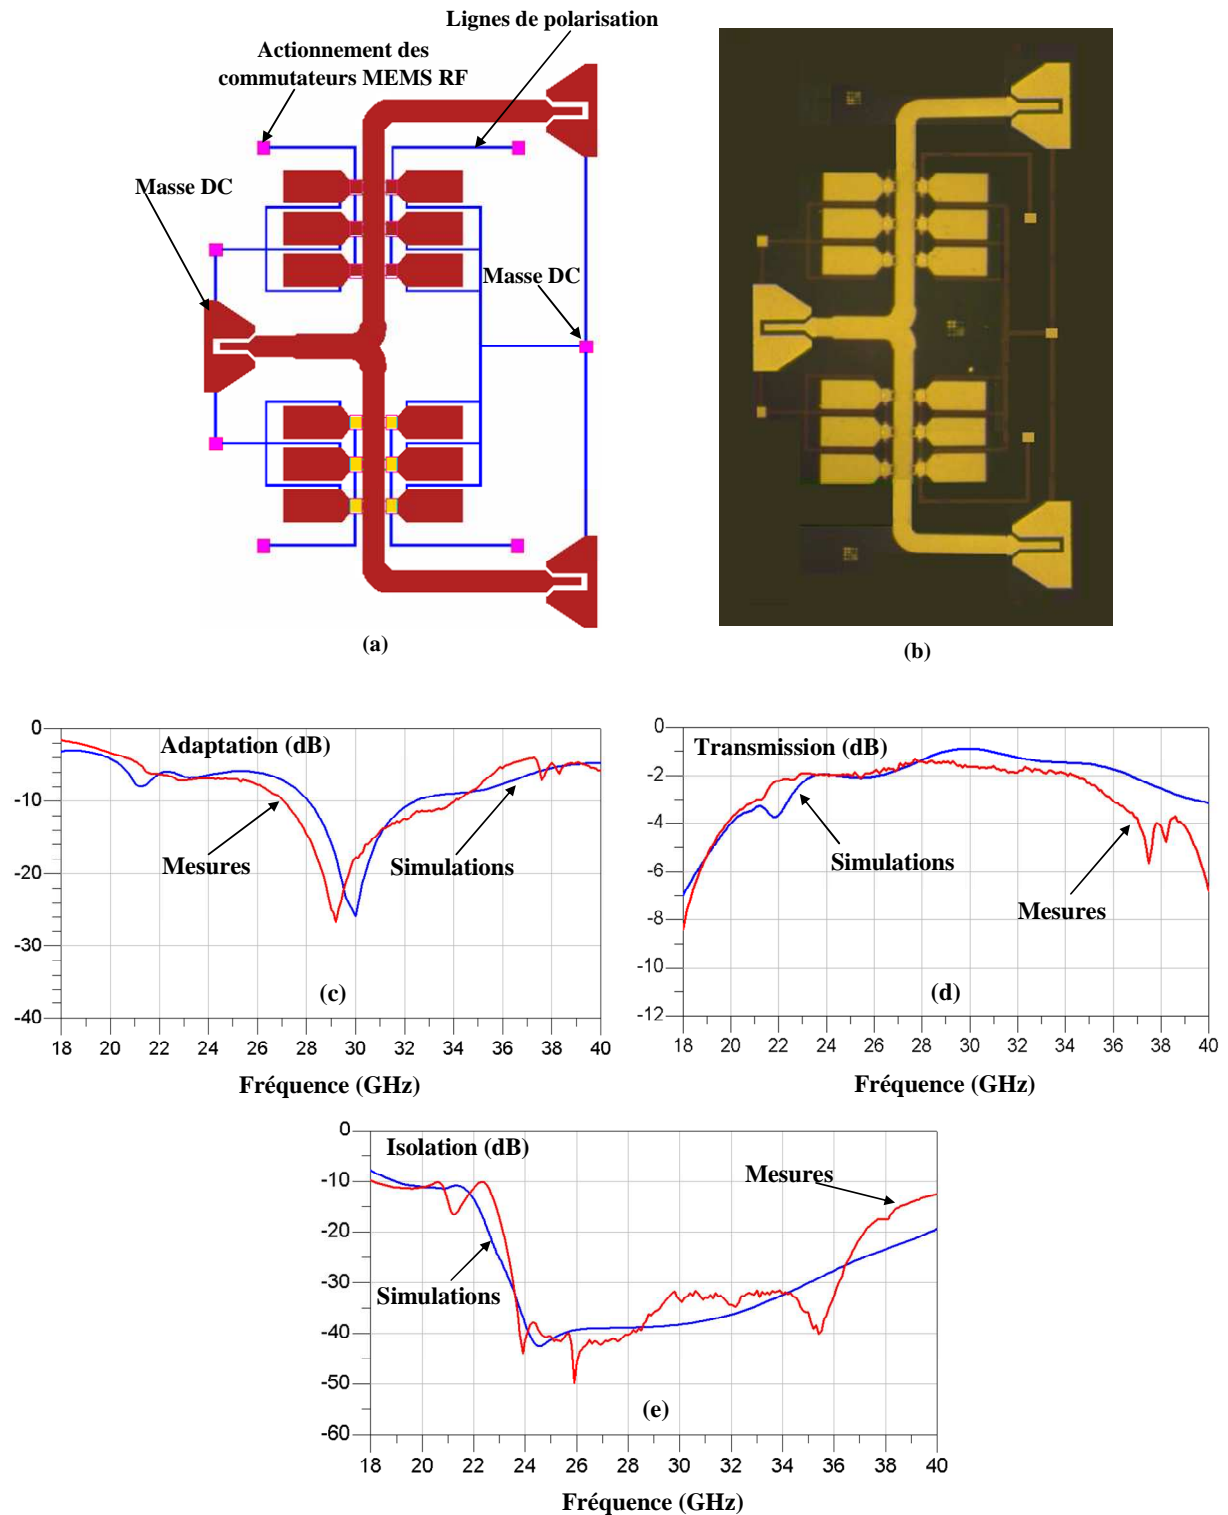 Lignes de polarisation
Actionnement des
commutateurs MEMS RF
Masse DC
Masse DC
(a)
(b)
Adaptation (dB)
Mesures
Simulations
(c)
0
-10
-20
-30
-40
18 20 22 24 26 28 30 32 34 36 38 40
Fréquence (GHz)
Transmission (dB)
Simulations
Mesures
(d)
0
-2
-4
-6
-8
-10
-12
18 20 22 24 26 28 30 32 34 36 38 40
Fréquence (GHz)
Isolation (dB)
Mesures
Simulations
(e)
0
-10
-20
-30
-40
-50
-60
18 20 22 24 26 28 30 32 34 36 38 40
Fréquence (GHz)